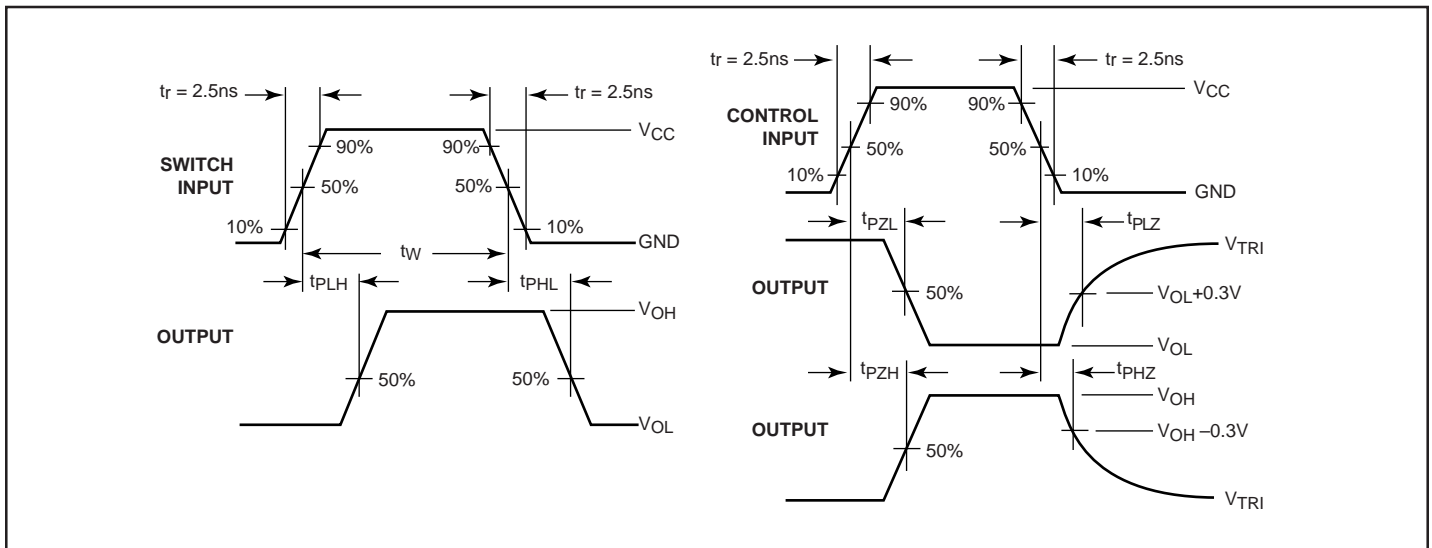 tr = 2.5ns
tr = 2.5ns
VCC
90%
90%
SWITCH
INPUT
50%
50%
10%
10%
GND
tW
tPLH
tPHL
VOH
OUTPUT
50%
50%
VOL
tr = 2.5ns
tr = 2.5ns
VCC
90%
90%
CONTROL
INPUT
50%
50%
10%
10%
GND
tPZL
tPLZ
VTRI
OUTPUT
50%
VOL+0.3V
VOL
tPZH
tPHZ
VOH
VOH –0.3V
OUTPUT
50%
VTRI